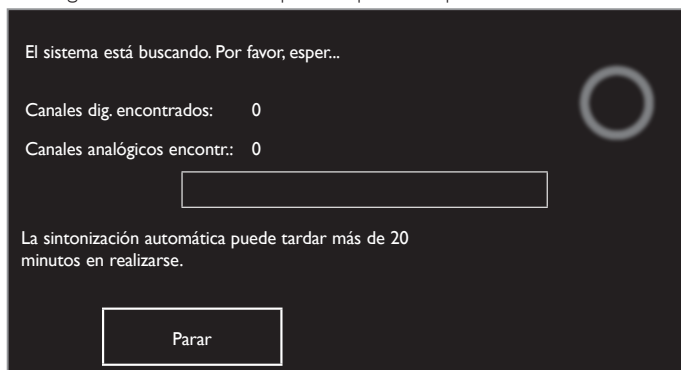 El sistema está buscando. Por favor, esper...
Canales dig. encontrados: 0
Canales analógicos encontr.: 0
La sintonización automática puede tardar más de 20
minutos en realizarse.
Parar